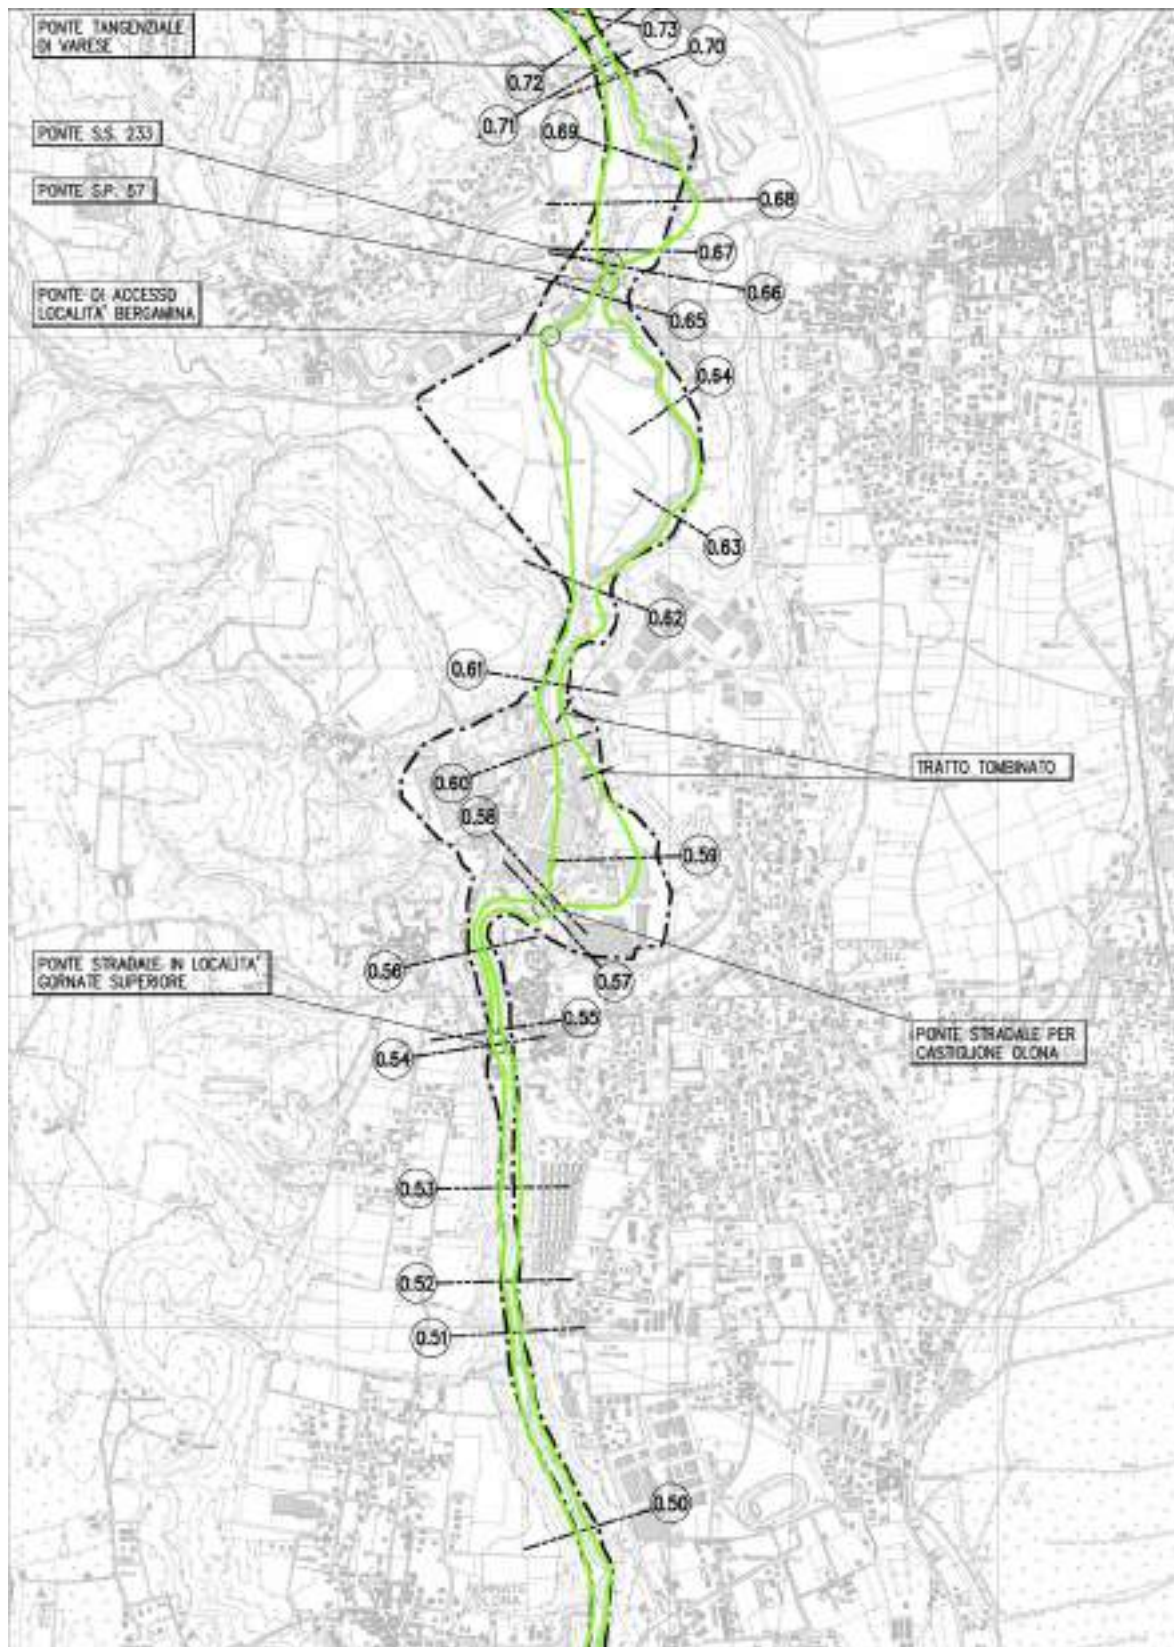 PONTE TANGENZIALE
DI VARESE
0.73
0.70
0.72
0.71
0.69
PONTE S.S. 233
PONTE S.P. 57
0.68
0.67
0.66
0.65
PONTE DI ACCESSO
LOCALITA' BERGAMINA
0.64
0.63
0.62
0.61
TRATTO TOMBINATO
0.60
0.58
0.59
0.57
0.56
PONTE STRADALE IN LOCALITA'
GORNATE SUPERIORE
0.55
0.54
PONTE STRADALE PER
CASTIGLIONE OLONA
0.53
0.52
0.51
0.50